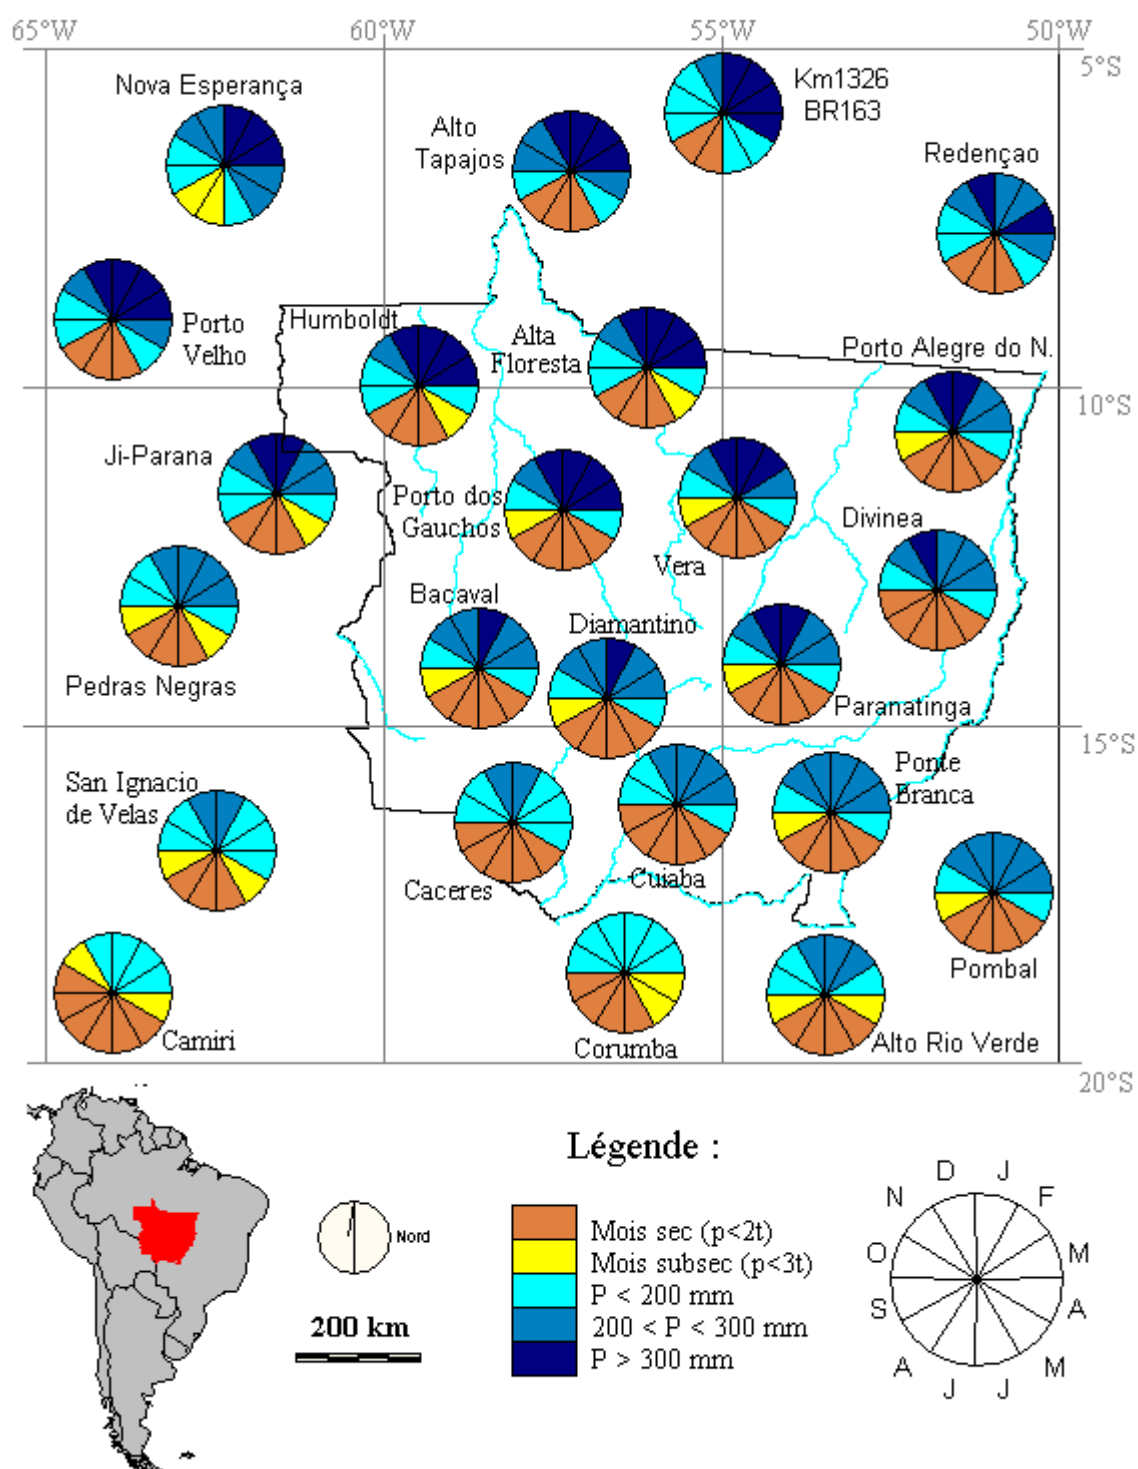 65°W
60°W
55°W
50°W
5°S
Nova Esperança
Km1326
BR163
Alto
Tapajos
Redençao
Porto
Velho
Humboldt
Alta
Floresta
Porto Alegre do N.
10°S
Ji-Parana
Porto dos
Gauchos
Divinea
Vera
Bacaval
Diamantino
Pedras Negras
Paranatinga
15°S
San Ignacio
de Velas
Ponte
Branca
Caceres
Cuiaba
Pombal
Camiri
Corumba
Alto Rio Verde
20°S
Légende :
Nord
200 km
Mois sec (p<2t)
Mois subsec (p<3t)
P < 200 mm
200 < P < 300 mm
P > 300 mm
D J
N F
O M
S A
A M
J J